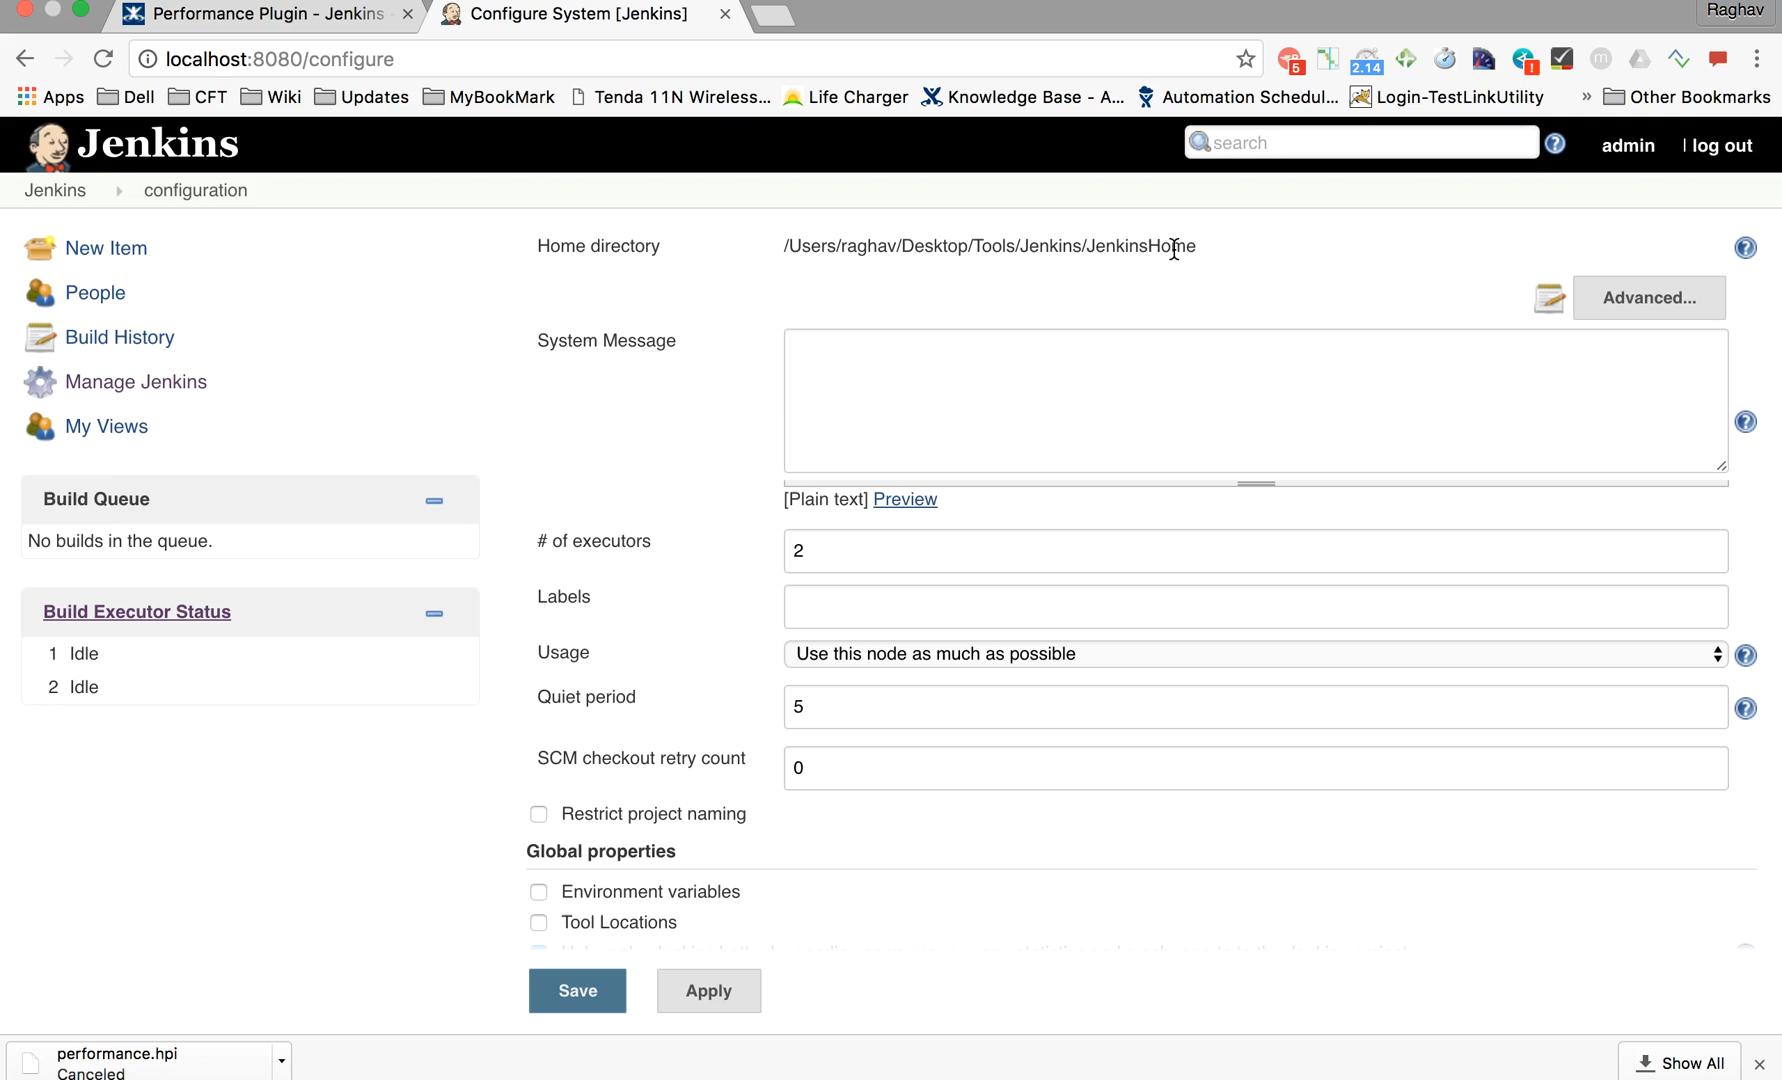 Performance Plugin - Jenkins
Configure System [Jenkins]
Raghav
localhost:8080/configure
5
2.14
!
m
Apps
Dell
CFT
Wiki
Updates
MyBookMark
Tenda 11N Wireless...
Life Charger
Knowledge Base - A...
Automation Schedul...
Login-TestLinkUtility
»
Other Bookmarks
Jenkins
search
admin
| log out
Jenkins
configuration
New Item
People
Build History
Manage Jenkins
My Views
Build Queue
No builds in the queue.
Build Executor Status
1 Idle
2 Idle
Home directory
/Users/raghav/Desktop/Tools/Jenkins/JenkinsHome
Advanced...
System Message
[Plain text] Preview
# of executors
2
Labels
Usage
Use this node as much as possible
Quiet period
5
SCM checkout retry count
0
Restrict project naming
Global properties
Environment variables
Tool Locations
Save
Apply
performance.hpi
Canceled
Show All